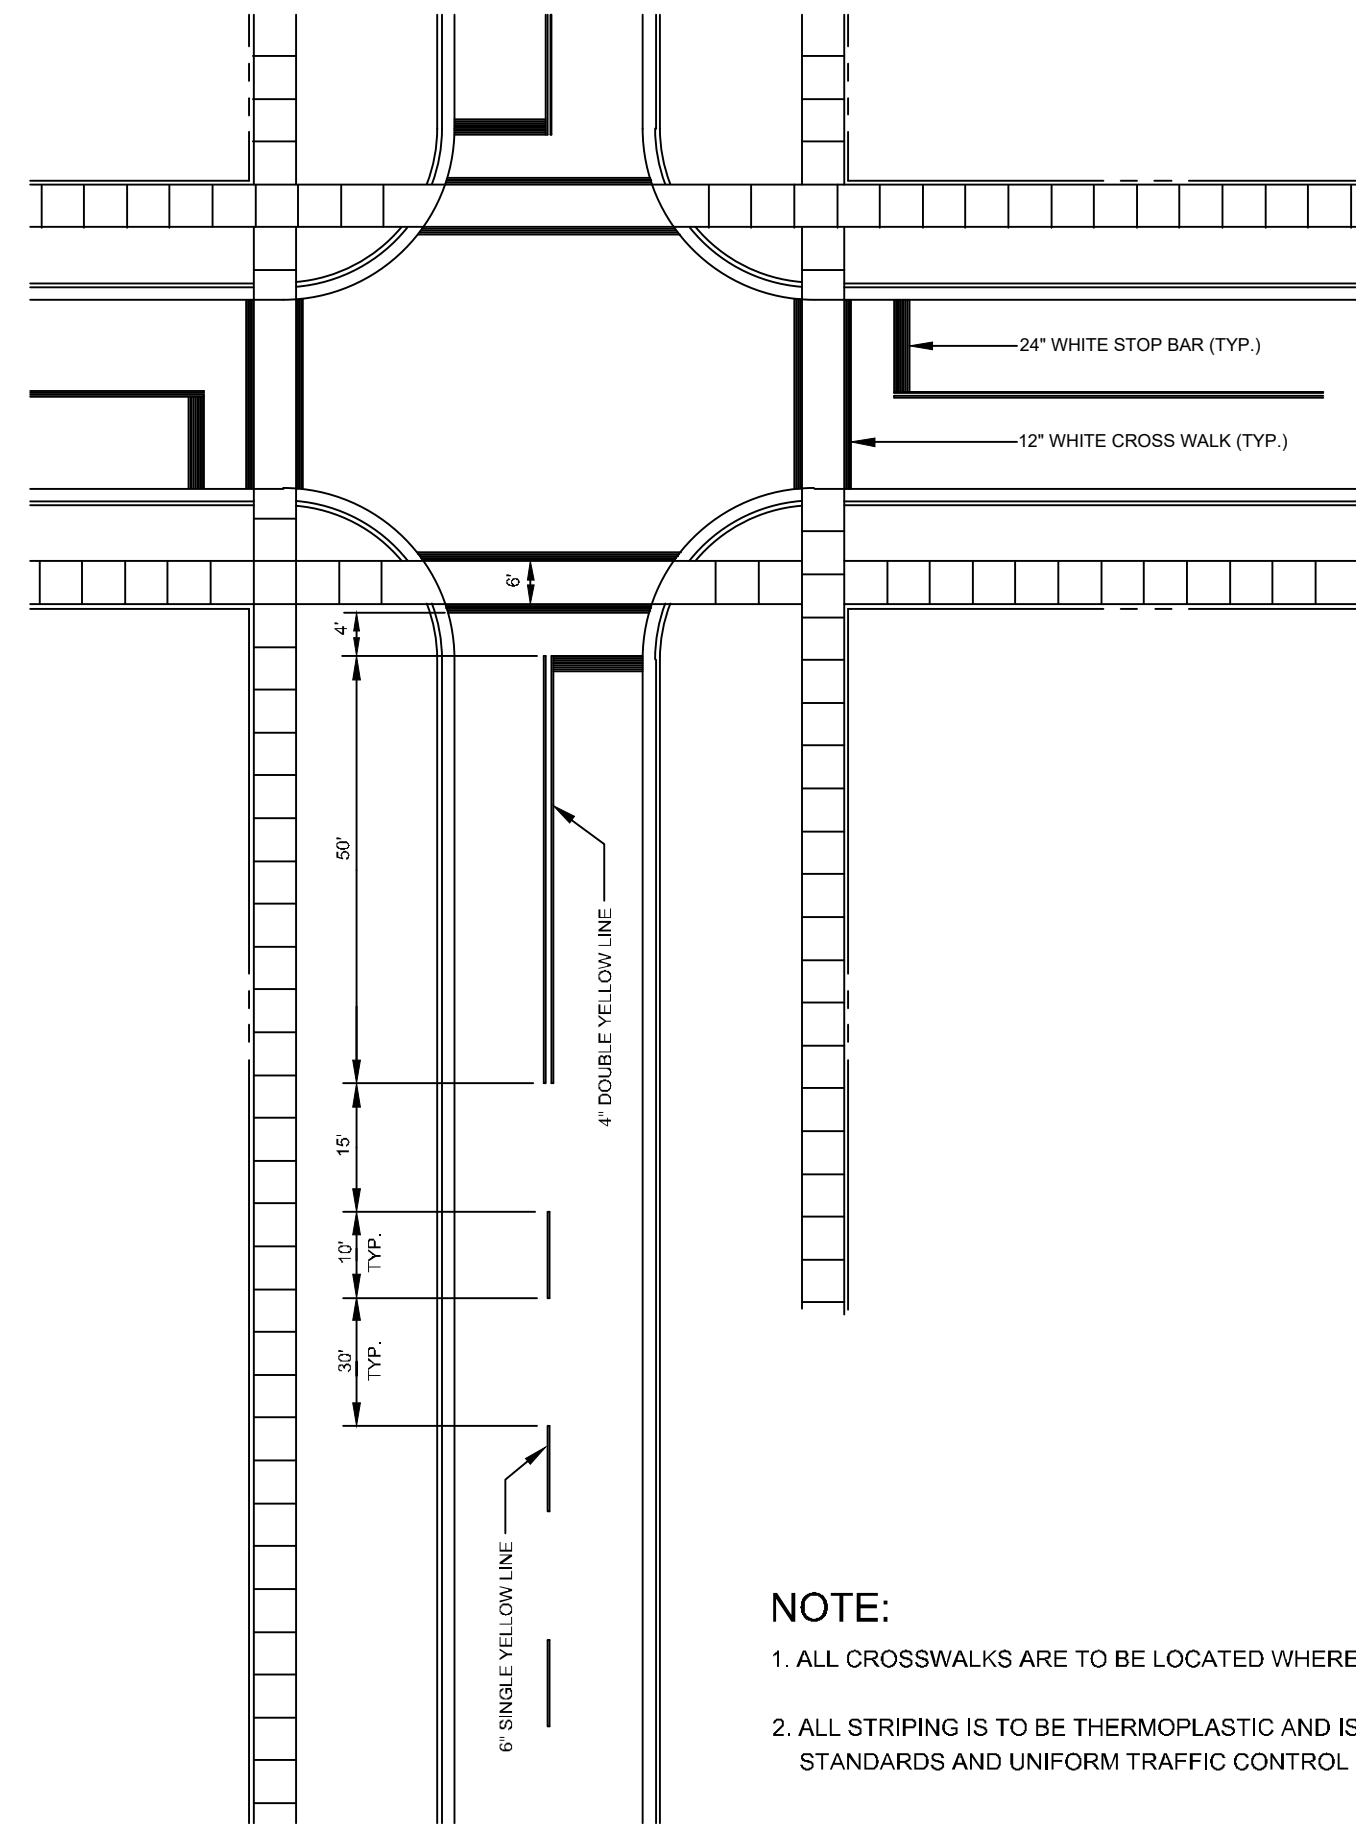 24" WHITE STOP BAR (TYP.)
12" WHITE CROSS WALK (TYP.)
6'
4'
50'
4" DOUBLE YELLOW LINE
15'
10'
TYP.
30'
TYP.
6" SINGLE YELLOW LINE
NOTE:
1. ALL CROSSWALKS ARE TO BE LOCATED WHERE
2. ALL STRIPING IS TO BE THERMOPLASTIC AND IS
STANDARDS AND UNIFORM TRAFFIC CONTROL